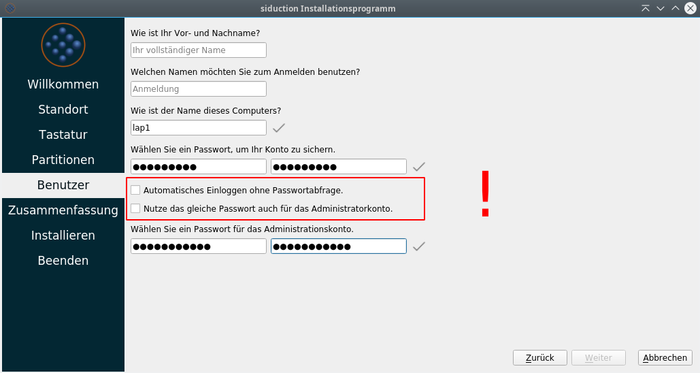 siduction Installationsprogramm
Willkommen
Standort
Tastatur
Partitionen
Benutzer
Zusammenfassung
Installieren
Beenden
Wie ist Ihr Vor- und Nachname?
Ihr vollständiger Name
Welchen Namen möchten Sie zum Anmelden benutzen?
Anmeldung
Wie ist der Name dieses Computers?
lap1
Wählen Sie ein Passwort, um Ihr Konto zu sichern.
●●●●●●●●● ●●●●●●●●●
Automatisches Einloggen ohne Passwortabfrage.
Nutze das gleiche Passwort auch für das Administratorkonto.
!
Wählen Sie ein Passwort für das Administrationskonto.
●●●●●●●●●●● ●●●●●●●●●●●
Zurück Weiter Abbrechen